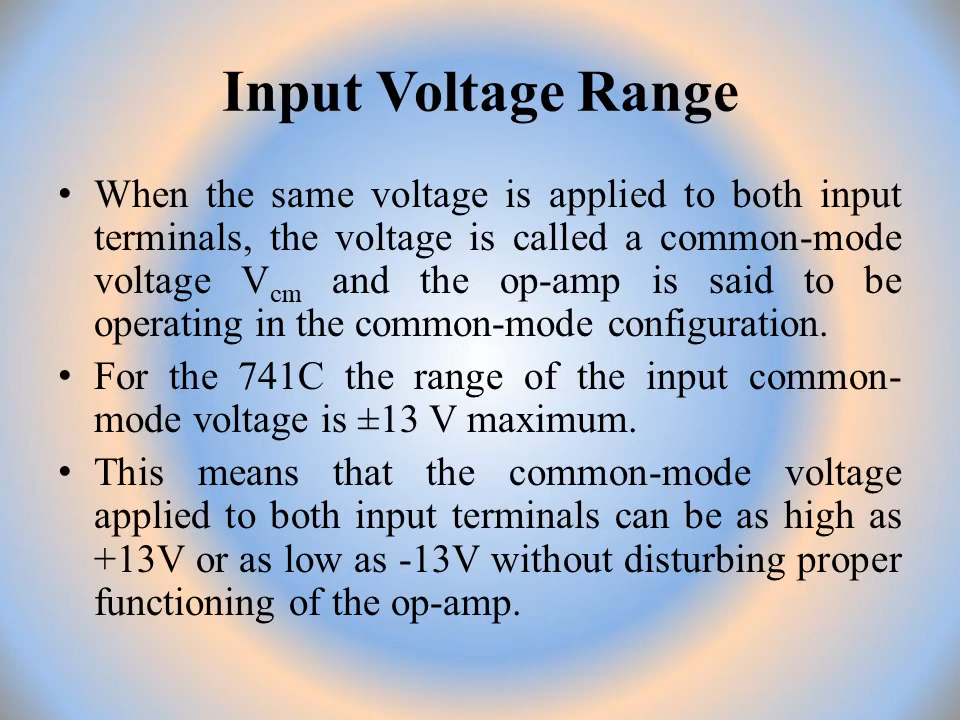 Input Voltage Range
• When the same voltage is applied to both input
terminals, the voltage is called a common-mode
voltage Vcm and the op-amp is said to be
operating in the common-mode configuration.
• For the 741C the range of the input common-
mode voltage is ±13 V maximum.
• This means that the common-mode voltage
applied to both input terminals can be as high as
+13V or as low as -13V without disturbing proper
functioning of the op-amp.